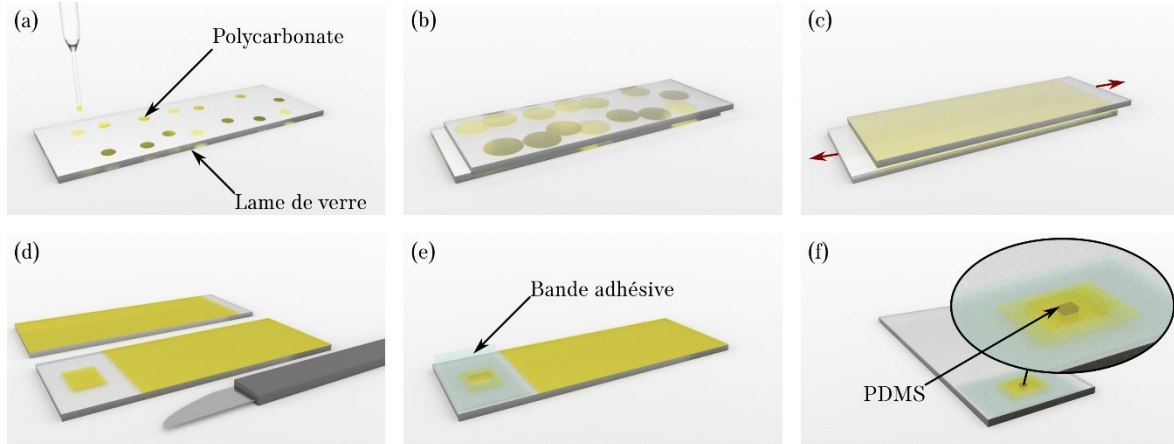 (a)
Polycarbonate
Lame de verre
(b)
(c)
(d)
(e)
Bande adhésive
(f)
PDMS